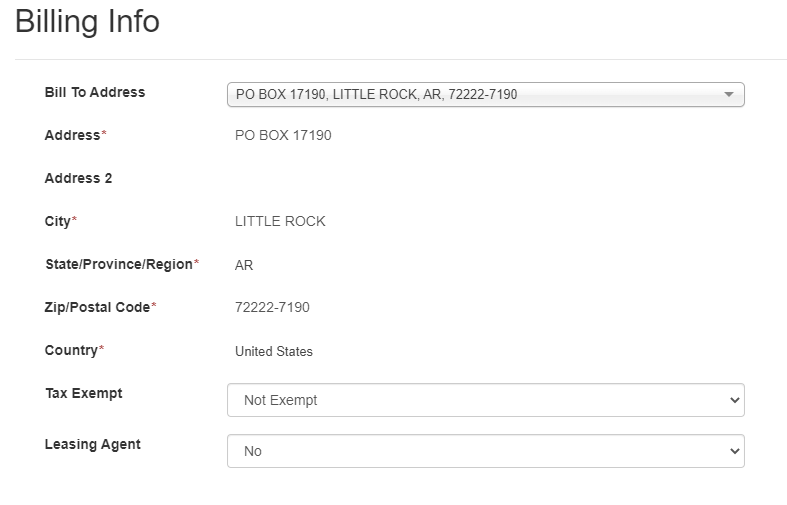 Billing Info
Bill To Address PO BOX 17190, LITTLE ROCK, AR, 72222-7190
Address* PO BOX 17190
Address 2
City* LITTLE ROCK
State/Province/Region* AR
Zip/Postal Code* 72222-7190
Country* United States
Tax Exempt Not Exempt
Leasing Agent No